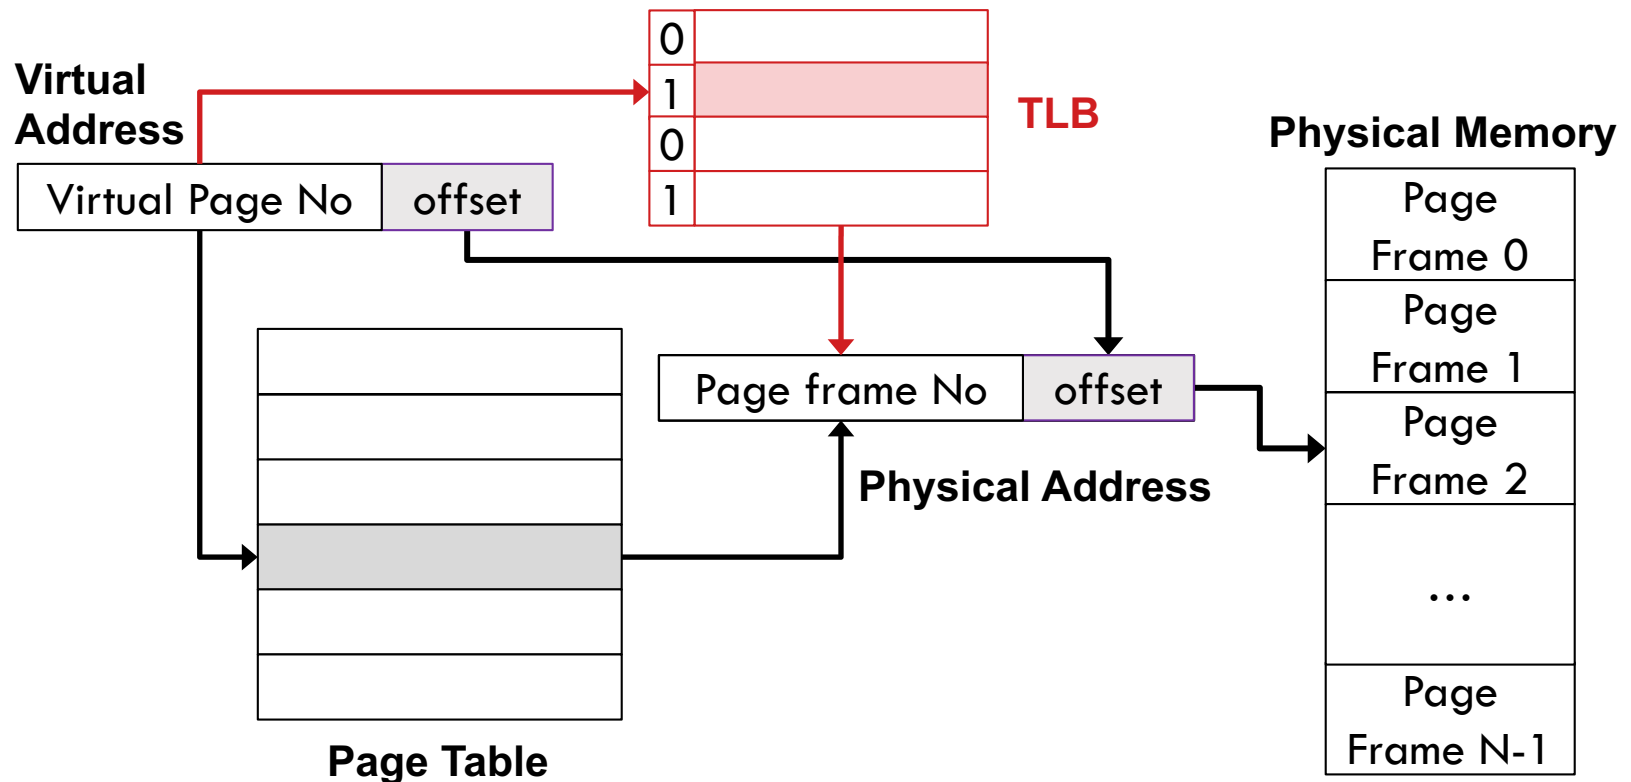 Virtual
Address
Virtual Page No
offset
0
1
0
1
TLB
Page frame No
offset
Physical Address
Page Table
Physical Memory
Page
Frame 0
Page
Frame 1
Page
Frame 2
...
Page
Frame N-1